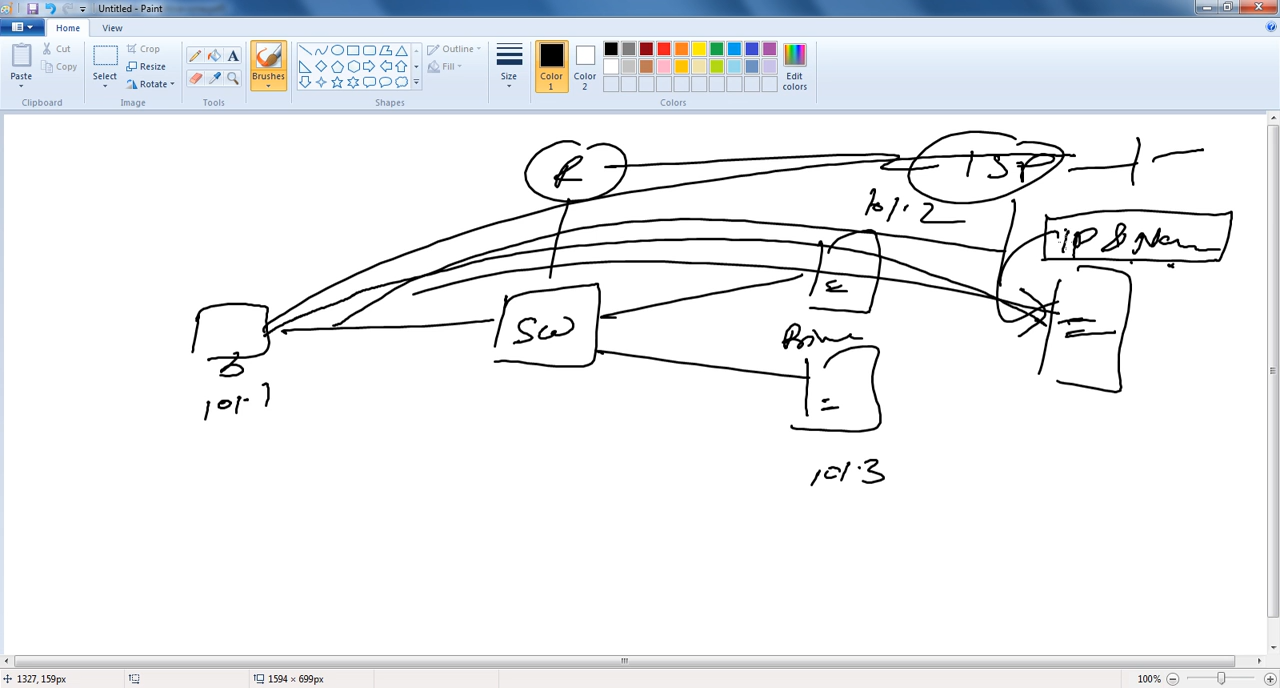 Untitled - Paint
Home
View
Paste
Cut
Copy
Clipboard
Select
Crop
Resize
Rotate
Image
A
Tools
Brushes
Shapes
Outline
Fill
Size
Color
1
Color
2
Colors
Edit
colors
R
ISP
101.2
IP &
SW
101.1
101.3
1327, 159px
1594 × 699px
100%